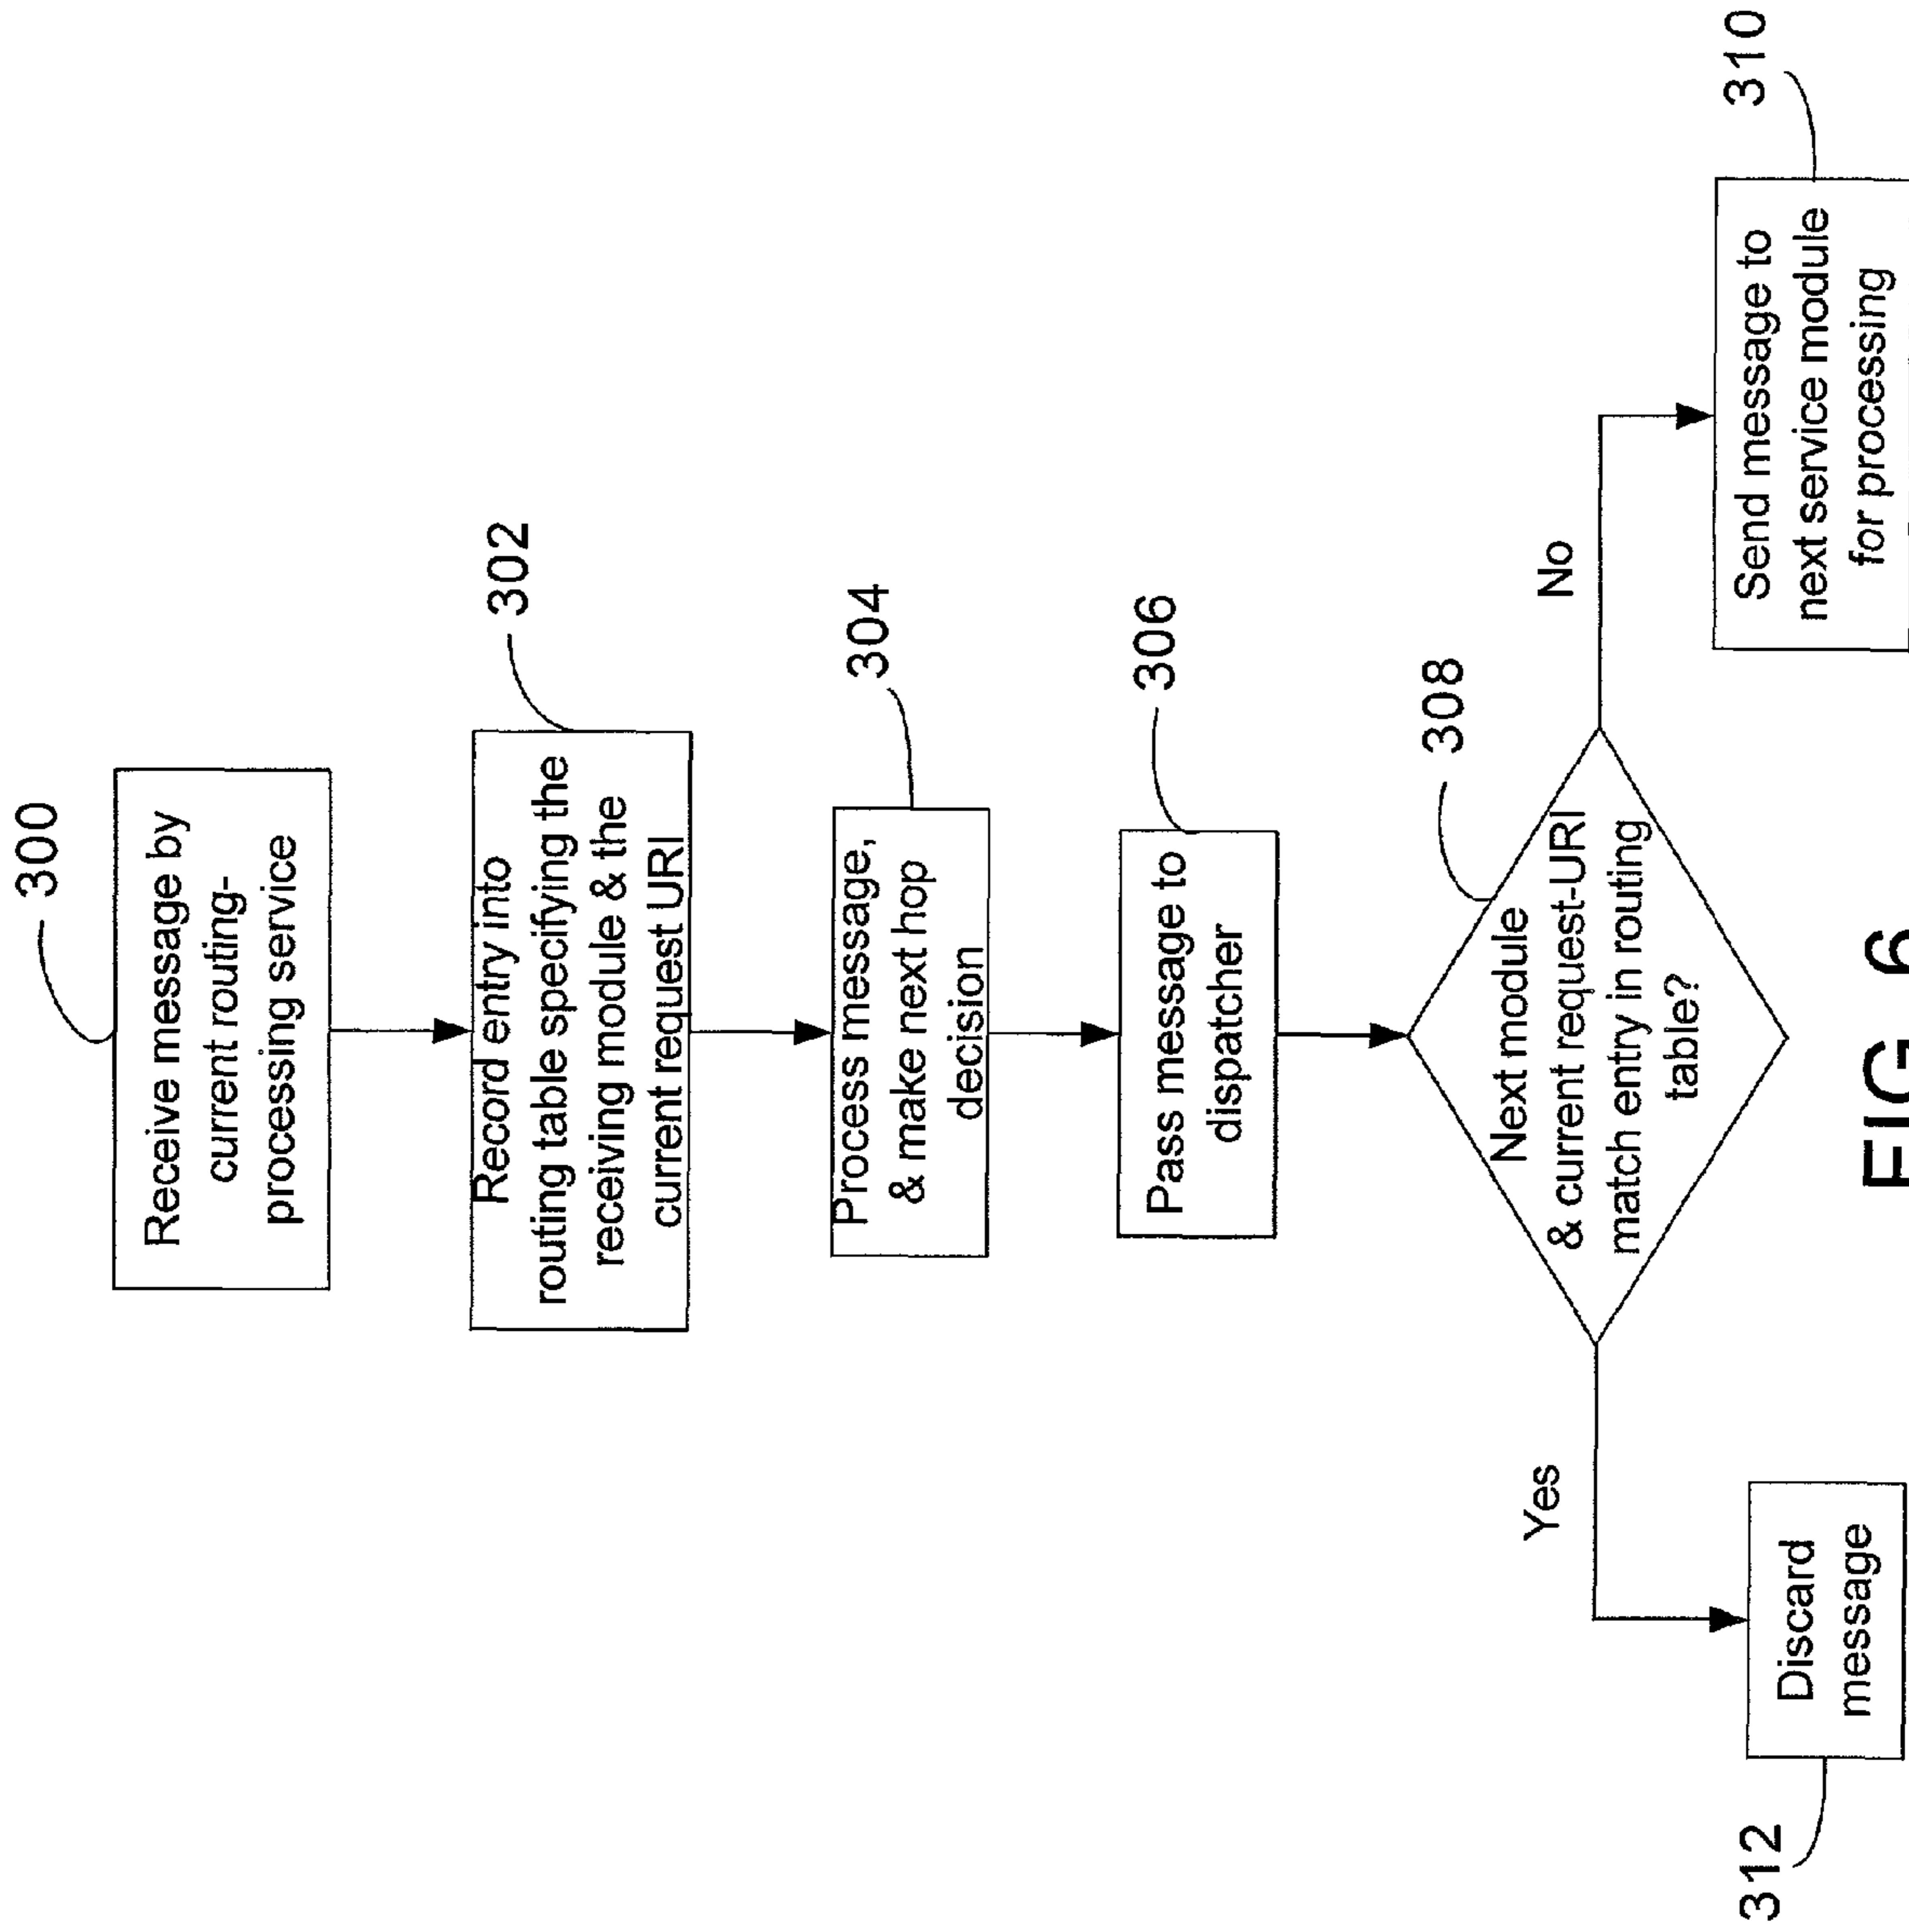 300
Receive message by
current routing-
processing service
302
Record entry into
routing table specifying the
receiving module & the
current request URI
304
Process message,
& make next hop
decision
306
Pass message to
dispatcher
308
Next module
& current request-URI
match entry in routing
table?
Yes
No
312
Discard
message
310
Send message to
next service module
for processing
FIG 6